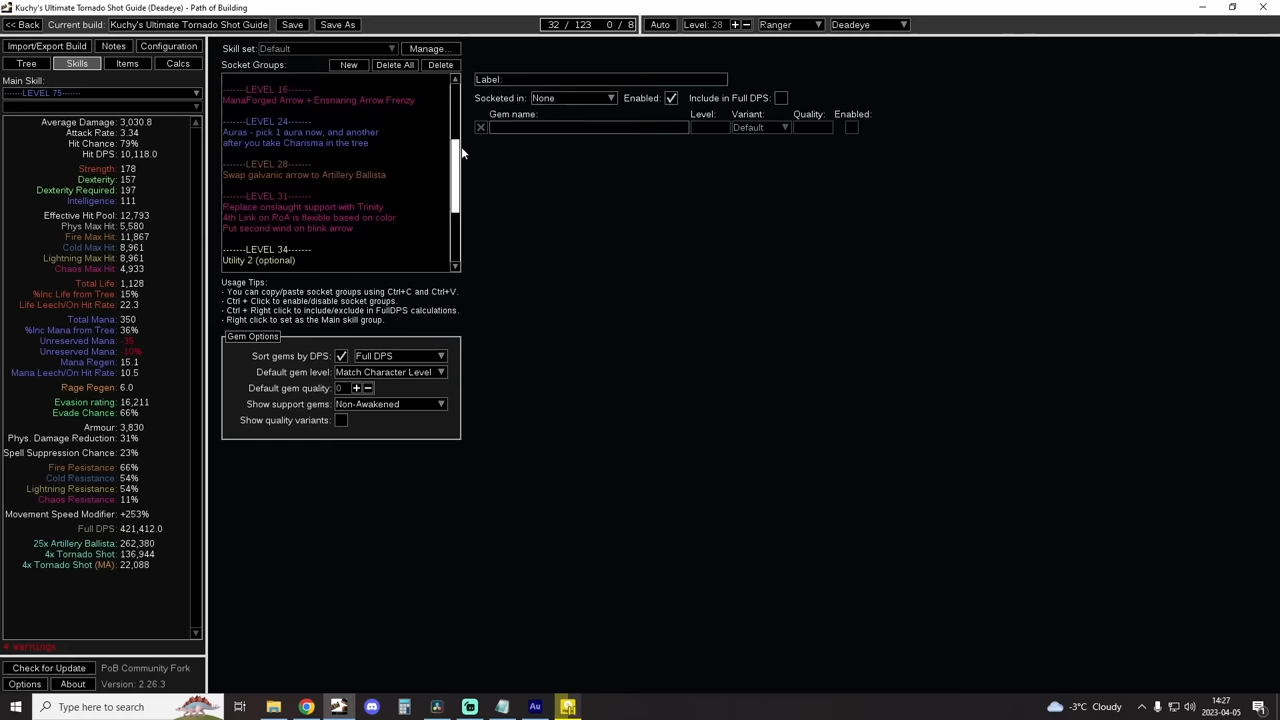 Kuchy's Ultimate Tornado Shot Guide (Deadeye) - Path of Building
<< Back Current build: Kuchy's Ultimate Tornado Shot Guide Save Save As 32 / 123 0 / 8 Auto Level: 28 + - Ranger Deadeye
Import/Export Build Notes Configuration
Tree Skills Items Calcs
Main Skill:
-------LEVEL 75-------
Average Damage: 3,030.8
Attack Rate: 3.34
Hit Chance: 79%
Hit DPS: 10,118.0
Strength: 178
Dexterity: 157
Dexterity Required: 197
Intelligence: 111
Effective Hit Pool: 12,793
Phys Max Hit: 5,580
Fire Max Hit: 11,867
Cold Max Hit: 8,961
Lightning Max Hit: 8,961
Chaos Max Hit: 4,933
Total Life: 1,128
%Inc Life from Tree: 15%
Life Leech/On Hit Rate: 22.3
Total Mana: 350
%Inc Mana from Tree: 36%
Unreserved Mana: -35
Unreserved Mana: -10%
Mana Regen: 15.1
Mana Leech/On Hit Rate: 10.5
Rage Regen: 6.0
Evasion rating: 16,211
Evade Chance: 66%
Armour: 3,830
Phys. Damage Reduction: 31%
Spell Suppression Chance: 23%
Fire Resistance: 66%
Cold Resistance: 54%
Lightning Resistance: 54%
Chaos Resistance: 11%
Movement Speed Modifier: +253%
Full DPS: 421,412.0
25x Artillery Ballista: 262,380
4x Tornado Shot: 136,944
4x Tornado Shot (MA): 22,088
4 warnings
Check for Update PoB Community Fork
Options About Version: 2.26.3
Skill set: Default Manage...
Socket Groups: New Delete All Delete
-------LEVEL 16-------
ManaForged Arrow + Ensnaring Arrow Frenzy
-------LEVEL 24-------
Auras - pick 1 aura now, and another
after you take Charisma in the tree
-------LEVEL 28-------
Swap galvanic arrow to Artillery Ballista
-------LEVEL 31-------
Replace onslaught support with Trinity
4th Link on RoA is flexible based on color
Put second wind on blink arrow
-------LEVEL 34-------
Utility 2 (optional)
Usage Tips:
- You can copy/paste socket groups using Ctrl+C and Ctrl+V.
- Ctrl + Click to enable/disable socket groups.
- Ctrl + Right click to include/exclude in FullDPS calculations.
- Right click to set as the Main skill group.
Gem Options
Sort gems by DPS: Full DPS
Default gem level: Match Character Level
Default gem quality: 0 + -
Show support gems: Non-Awakened
Show quality variants:
Label:
Socketed in: None Enabled: Include in Full DPS:
Gem name: Level: Variant: Quality: Enabled:
Default
Type here to search
-3°C Cloudy
14:27
2023-04-05